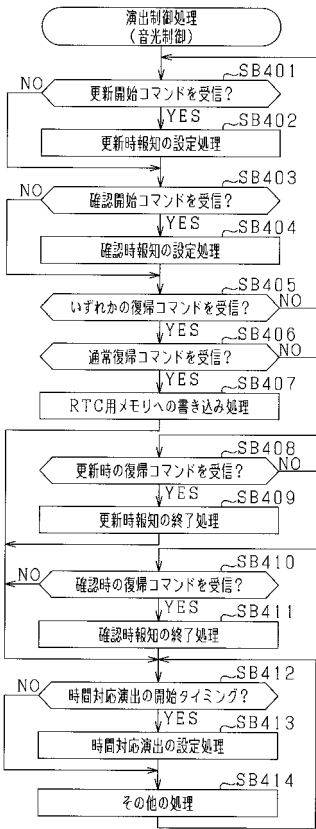 演出制御処理
(音光制御)
SB401
NO
更新開始コマンドを受信?
YES
SB402
更新時報知の設定処理
SB403
NO
確認開始コマンドを受信?
YES
SB404
確認時報知の設定処理
SB405
いずれかの復帰コマンドを受信?
NO
YES
SB406
通常復帰コマンドを受信?
NO
YES
SB407
RTC用メモリへの書き込み処理
SB408
更新時の復帰コマンドを受信?
NO
YES
SB409
更新時報知の終了処理
SB410
NO
確認時の復帰コマンドを受信?
YES
SB411
確認時報知の終了処理
SB412
NO
時間対応演出の開始タイミング?
YES
SB413
時間対応演出の設定処理
SB414
その他の処理